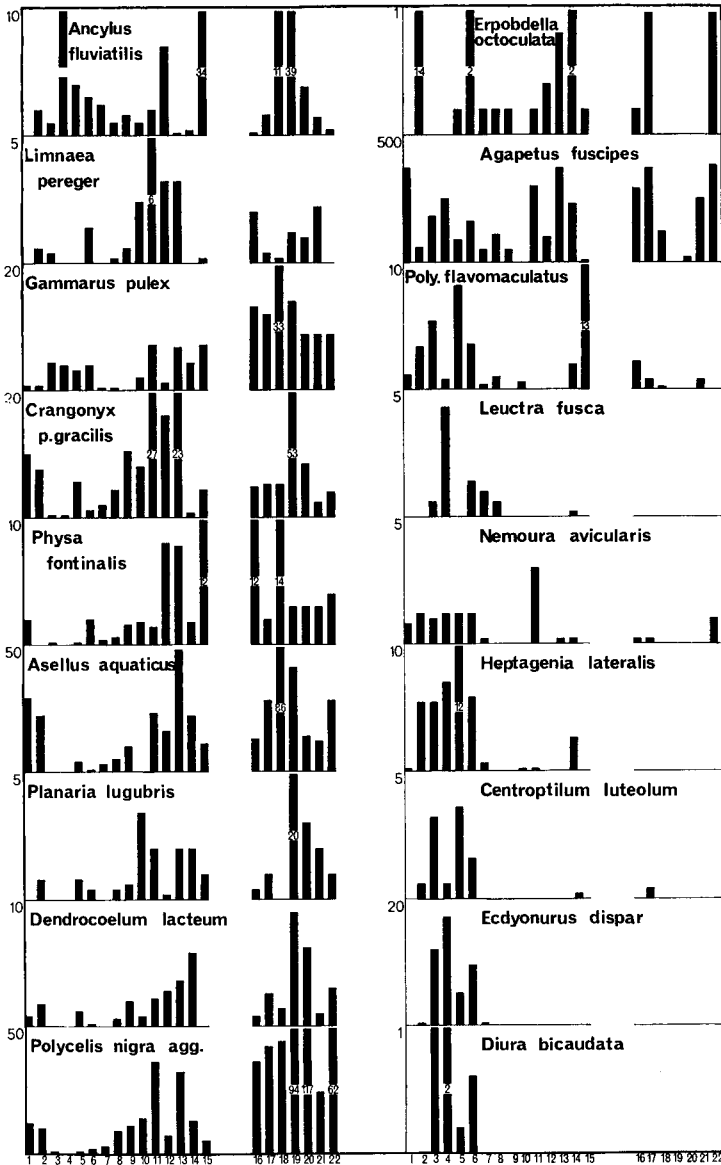 10
Ancylus
fluviatilis
34
11
39
5
Limnaea
pereger
6
20
Gammarus pulex
33
20
Crangonyx
p.gracilis
27
23
53
10
Physa
fontinalis
12
12
14
50
Asellus aquaticus
85
5
Planaria lugubris
20
10
Dendrocoelum lacteum
50
Polycelis nigra agg.
94
117
62
1 2 3 4 5 6 7 8 9 10 11 12 13 14 15 16 17 18 19 20 21 22
1
Erpobdella
octoculata
14
2
2
500
Agapetus fuscipes
10
Poly. flavomaculatus
13
5
Leuctra fusca
5
Nemoura avicularis
10
Heptagenia lateralis
12
5
Centroptilum luteolum
20
Ecdyonurus dispar
1
Diura bicaudata
2
1 2 3 4 5 6 7 8 9 10 11 12 13 14 15 16 17 18 19 20 21 22